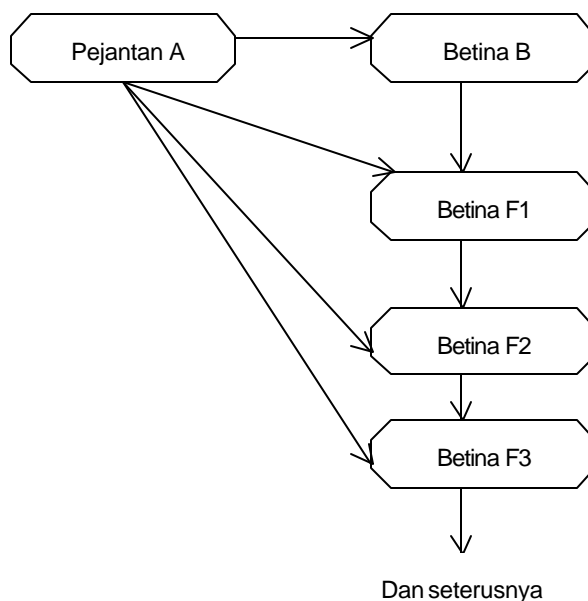 Pejantan A
Betina B
Betina F1
Betina F2
Betina F3
Dan seterusnya